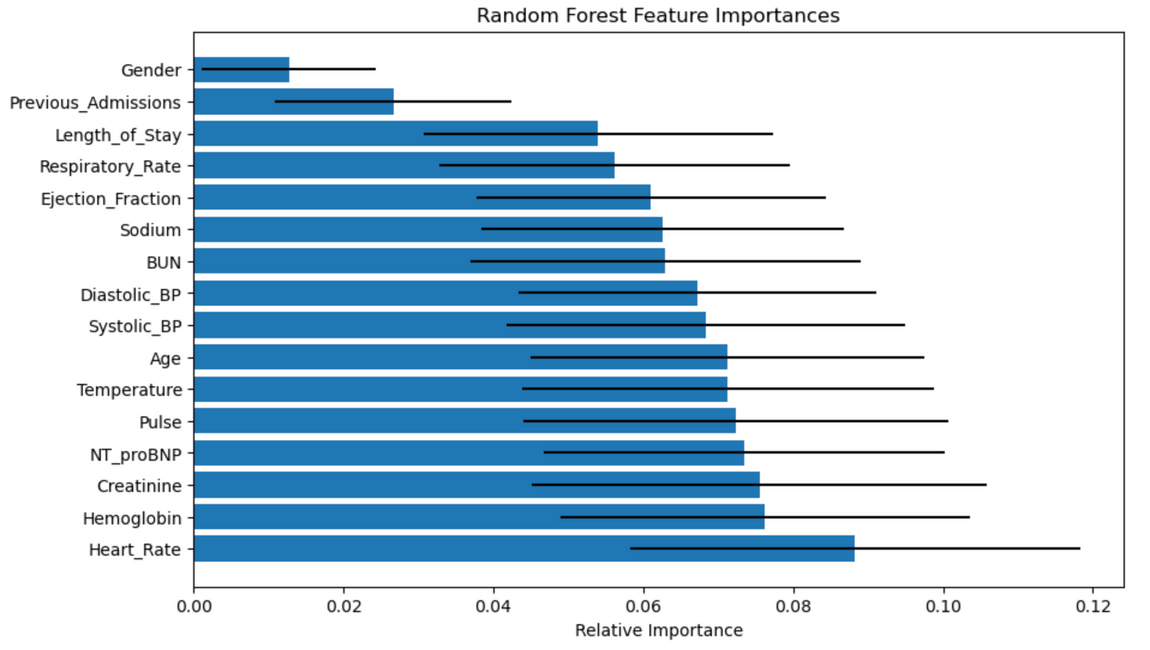 Random Forest Feature Importances
Gender
Previous_Admissions
Length_of_Stay
Respiratory_Rate
Ejection_Fraction
Sodium
BUN
Diastolic_BP
Systolic_BP
Age
Temperature
Pulse
NT_proBNP
Creatinine
Hemoglobin
Heart_Rate
0.00 0.02 0.04 0.06 0.08 0.10 0.12
Relative Importance